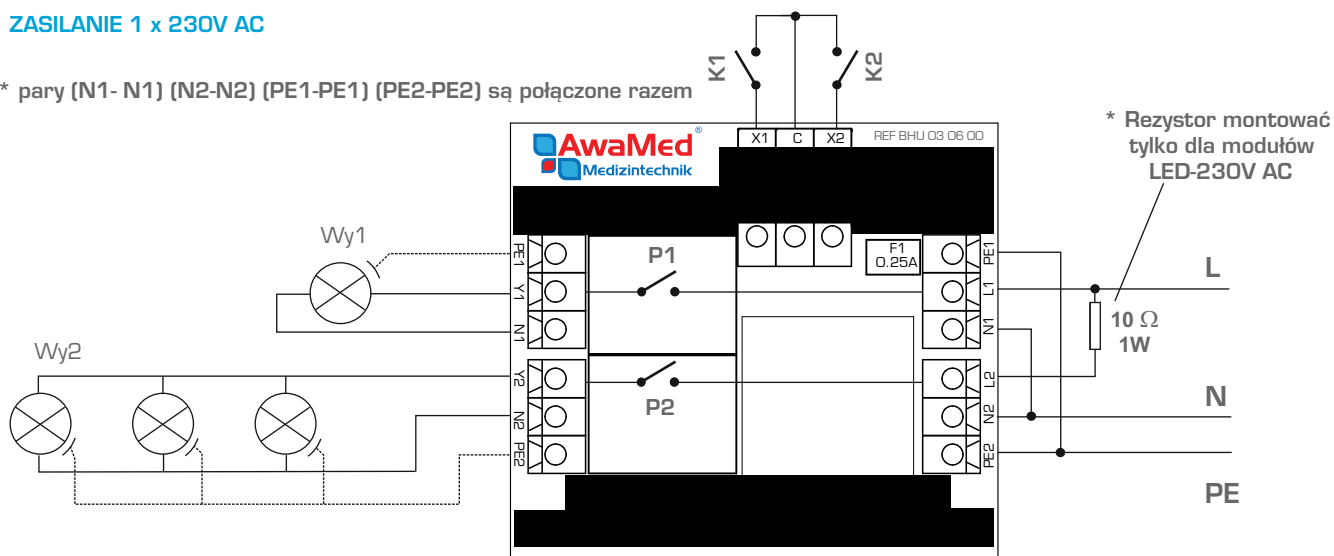 ZASILANIE 1 x 230V AC
* pary (N1- N1) (N2-N2) (PE1-PE1) (PE2-PE2) są połączone razem
K1
K2
X1 C X2
REF BHU 03 06 00
AwaMed®
Medizintechnik
* Rezystor montować
tylko dla modułów
LED-230V AC
Wy1
PE1
Y1
N1
P1
F1
0.25A
PE1
L1
N1
L
10 Ω
1W
Wy2
Y2
N2
PE2
P2
L2
N2
PE2
N
PE